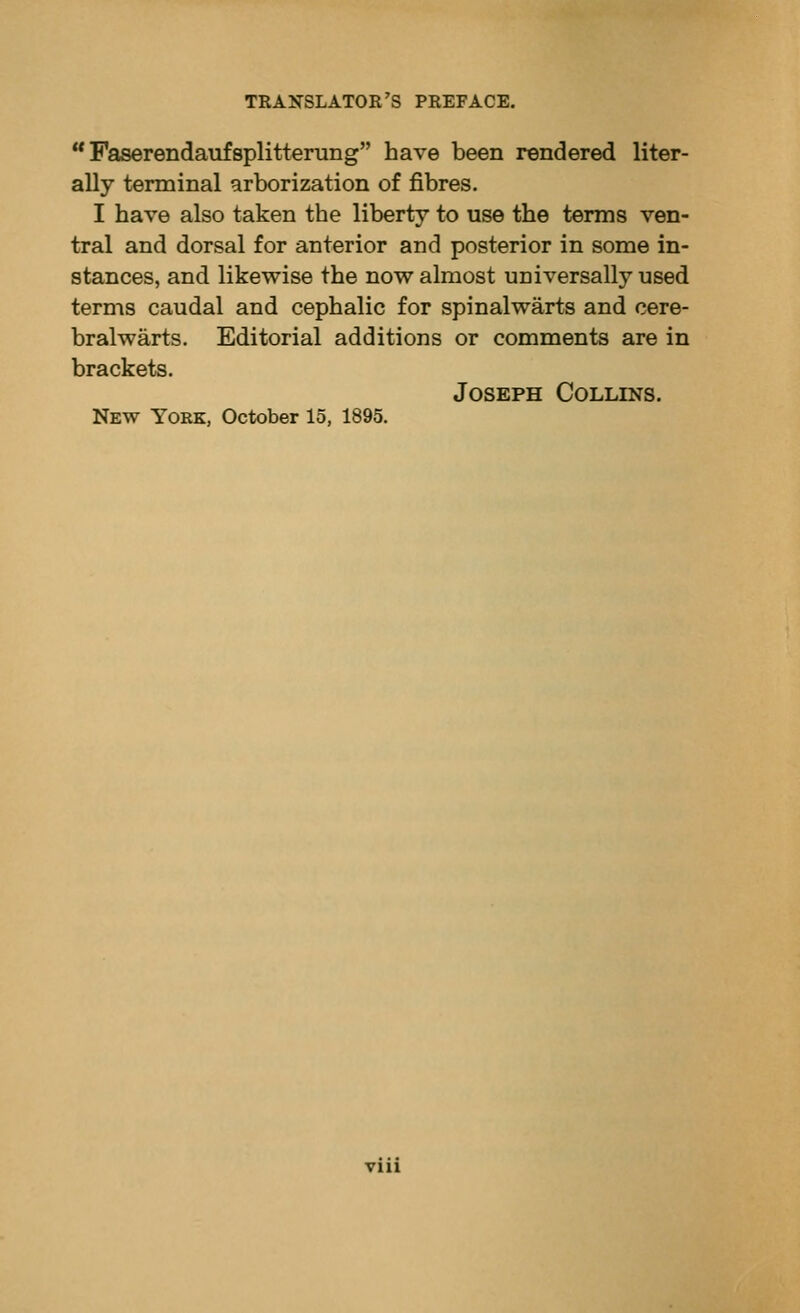 TRANSLATOR'S PREFACE.
“Faserendaufsplitterung” have been rendered liter-
ally terminal arborization of fibres.
I have also taken the liberty to use the terms ven-
tral and dorsal for anterior and posterior in some in-
stances, and likewise the now almost universally used
terms caudal and cephalic for spinalwärts and cere-
bralwärts. Editorial additions or comments are in
brackets.
JOSEPH COLLINS.
NEW YORK, October 15, 1895.
viii